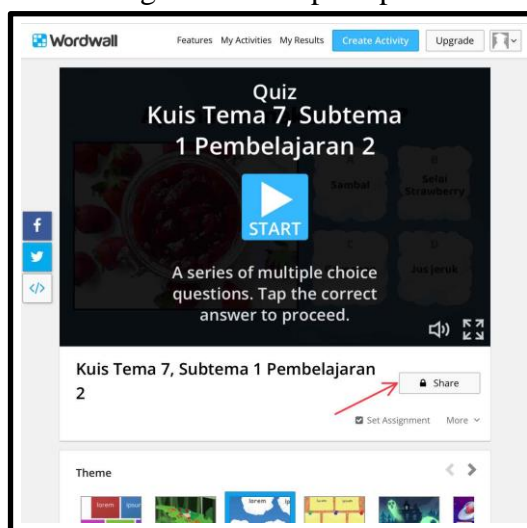 Wordwall
Features My Activities My Results Create Activity Upgrade
Quiz
Kuis Tema 7, Subtema
1 Pembelajaran 2
A
Sambal
B
Selai
Strawberry
C
D
Jus jeruk
START
A series of multiple choice
questions. Tap the correct
answer to proceed.
f
</>
Kuis Tema 7, Subtema 1 Pembelajaran
2
Share
Set Assignment More
Theme
lorem
lorem